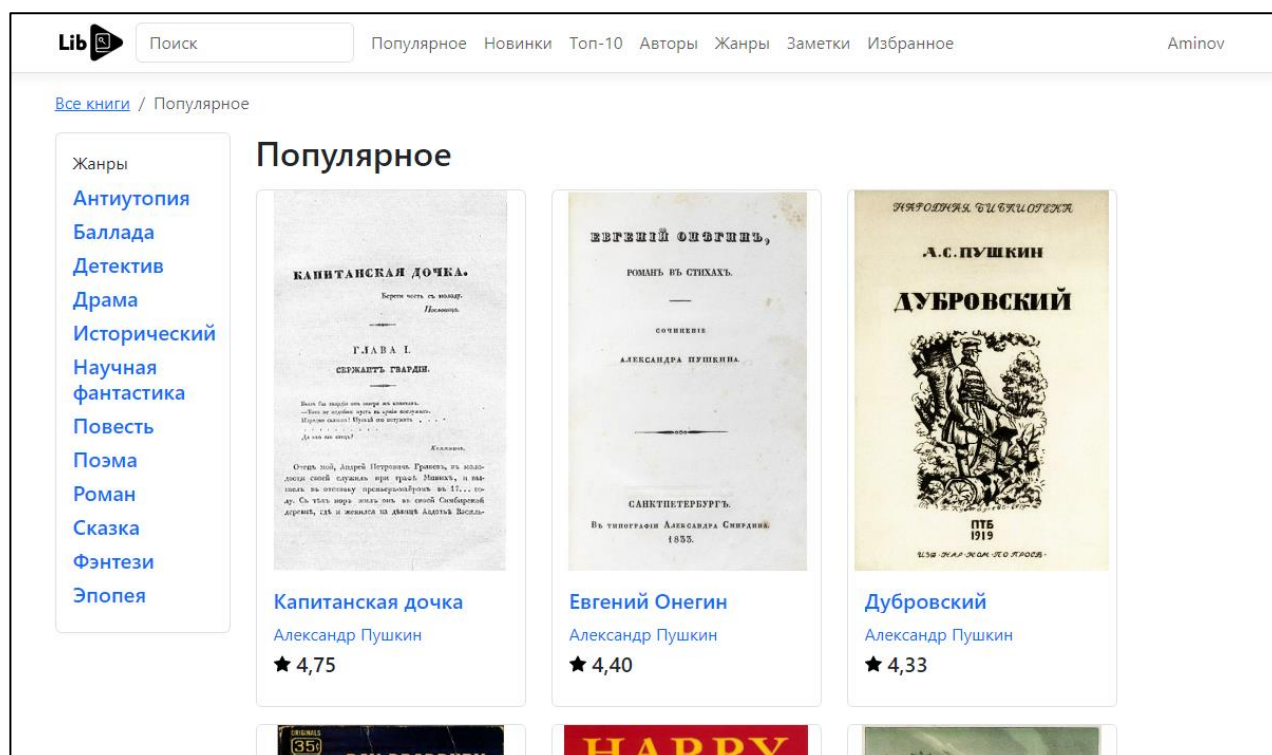 Lib
Поиск
Популярное Новинки Топ-10 Авторы Жанры Заметки Избранное
Aminov
Все книги / Популярное
Жанры
Антиутопия
Баллада
Детектив
Драма
Исторический
Научная
фантастика
Повесть
Поэма
Роман
Сказка
Фэнтези
Эпопея
Популярное
КАПИТАНСКАЯ ДОЧКА.
Береги честь съ молоду.
Пословица.
ГЛАВА I.
СЕРЖАНТЪ ГВАРДІИ.
Капитанская дочка
Александр Пушкин
4,75
ЕВГЕНІЙ ОНѢГИНЪ,
РОМАНЪ ВЪ СТИХАХЪ.
СОЧИНЕНІЕ
АЛЕКСАНДРА ПУШКИНА.
САНКТПЕТЕРБУРГЪ.
Въ типографіи Александра Смирдина.
1833.
Евгений Онегин
Александр Пушкин
4,40
НАРОДНАЯ БИБЛИОТЕКА
А.С.ПУШКИН
ДУБРОВСКИЙ
ПТБ
1919
Дубровский
Александр Пушкин
4,33
ORIGINALS
35¢
HARRY